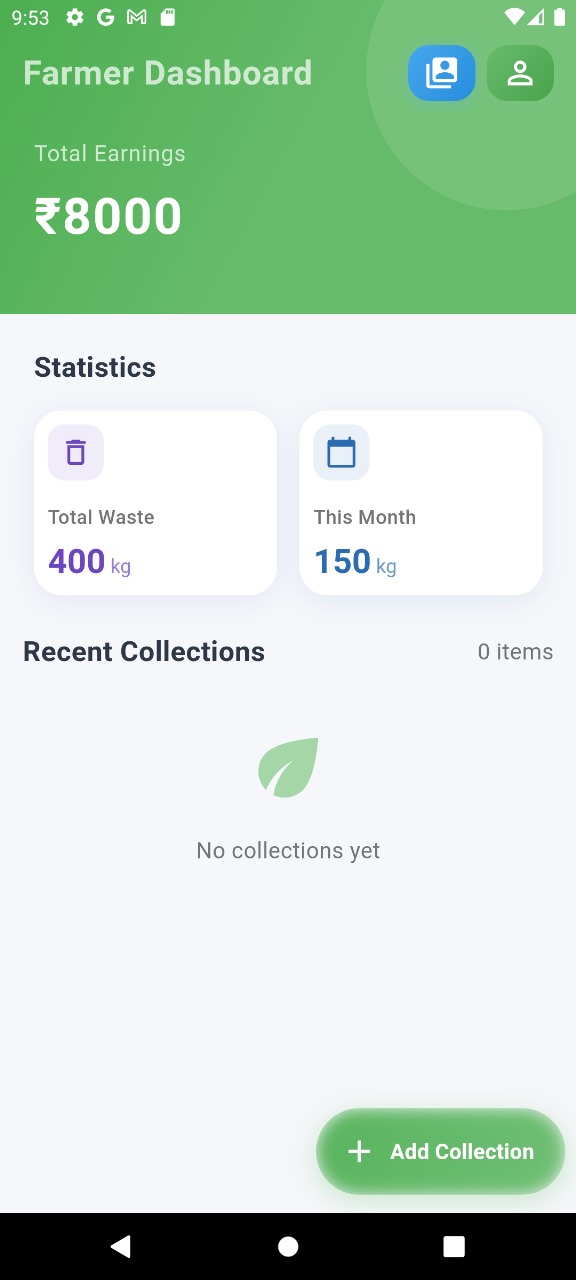 9:53
Farmer Dashboard
Total Earnings
₹8000
Statistics
Total Waste
400 kg
This Month
150 kg
Recent Collections
0 items
No collections yet
Add Collection